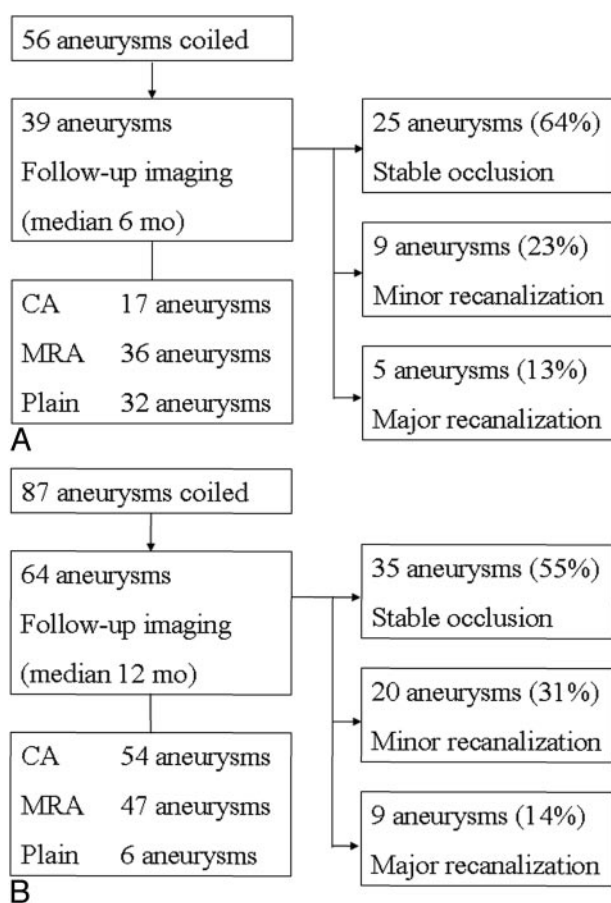 56 aneurysms coiled
39 aneurysms
Follow-up imaging
(median 6 mo)
25 aneurysms (64%)
Stable occlusion
9 aneurysms (23%)
Minor recanalization
5 aneurysms (13%)
Major recanalization
CA 17 aneurysms
MRA 36 aneurysms
Plain 32 aneurysms
A
87 aneurysms coiled
64 aneurysms
Follow-up imaging
(median 12 mo)
35 aneurysms (55%)
Stable occlusion
20 aneurysms (31%)
Minor recanalization
9 aneurysms (14%)
Major recanalization
CA 54 aneurysms
MRA 47 aneurysms
Plain 6 aneurysms
B